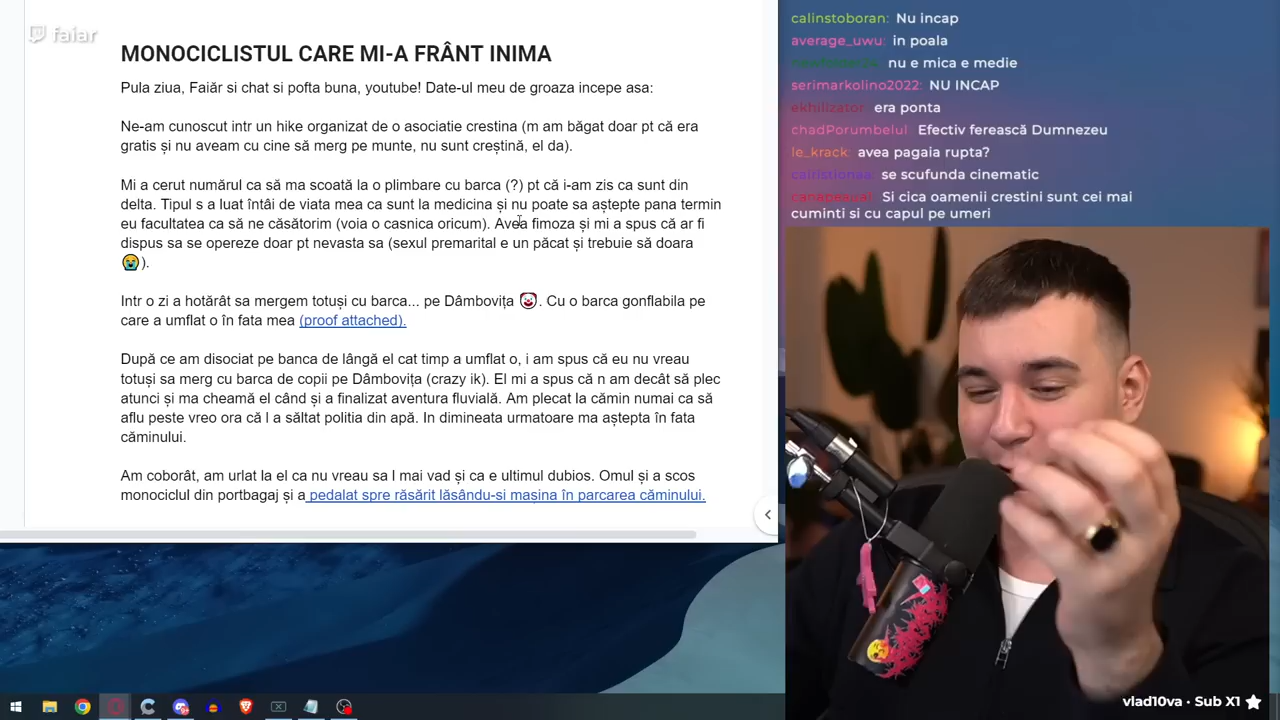 faiar
MONOCICLISTUL CARE MI-A FRÂNT INIMA
Pula ziua, Faiăr si chat si pofta buna, youtube! Date-ul meu de groaza incepe asa:
Ne-am cunoscut intr un hike organizat de o asociatie crestina (m am băgat doar pt că era
gratis și nu aveam cu cine să merg pe munte, nu sunt creștină, el da).
Mi a cerut numărul ca să ma scoată la o plimbare cu barca (?) pt că i-am zis ca sunt din
delta. Tipul s a luat întâi de viata mea ca sunt la medicina și nu poate sa aștepte pana termin
eu facultatea ca să ne căsătorim (voia o casnica oricum). Avea fimoza și mi a spus că ar fi
dispus sa se opereze doar pt nevasta sa (sexul premarital e un păcat și trebuie să doara
😭).
Intr o zi a hotărât sa mergem totuși cu barca... pe Dâmbovița 🤡. Cu o barca gonflabila pe
care a umflat o în fata mea (proof attached).
După ce am disociat pe banca de lângă el cat timp a umflat o, i am spus că eu nu vreau
totuși sa merg cu barca de copii pe Dâmbovița (crazy ik). El mi a spus că n am decât să plec
atunci și ma cheamă el când și a finalizat aventura fluvială. Am plecat la cămin numai ca să
aflu peste vreo ora că l a săltat politia din apă. In dimineata urmatoare ma aștepta în fata
căminului.
Am coborât, am urlat la el ca nu vreau sa l mai vad și ca e ultimul dubios. Omul și a scos
monociclul din portbagaj și a pedalat spre răsărit lăsându-si mașina în parcarea căminului.
calinstoboran: Nu incap
average_uwu: in poala
nu e mica e medie
serimarkolino2022: NU INCAP
ekhilizator: era ponta
chadPorumbelul Efectiv ferească Dumnezeu
le_krack: avea pagaia rupta?
cairistionaa: se scufunda cinematic
Si cica oamenii crestini sunt cei mai
cuminti si cu capul pe umeri
vlad10va · Sub X1